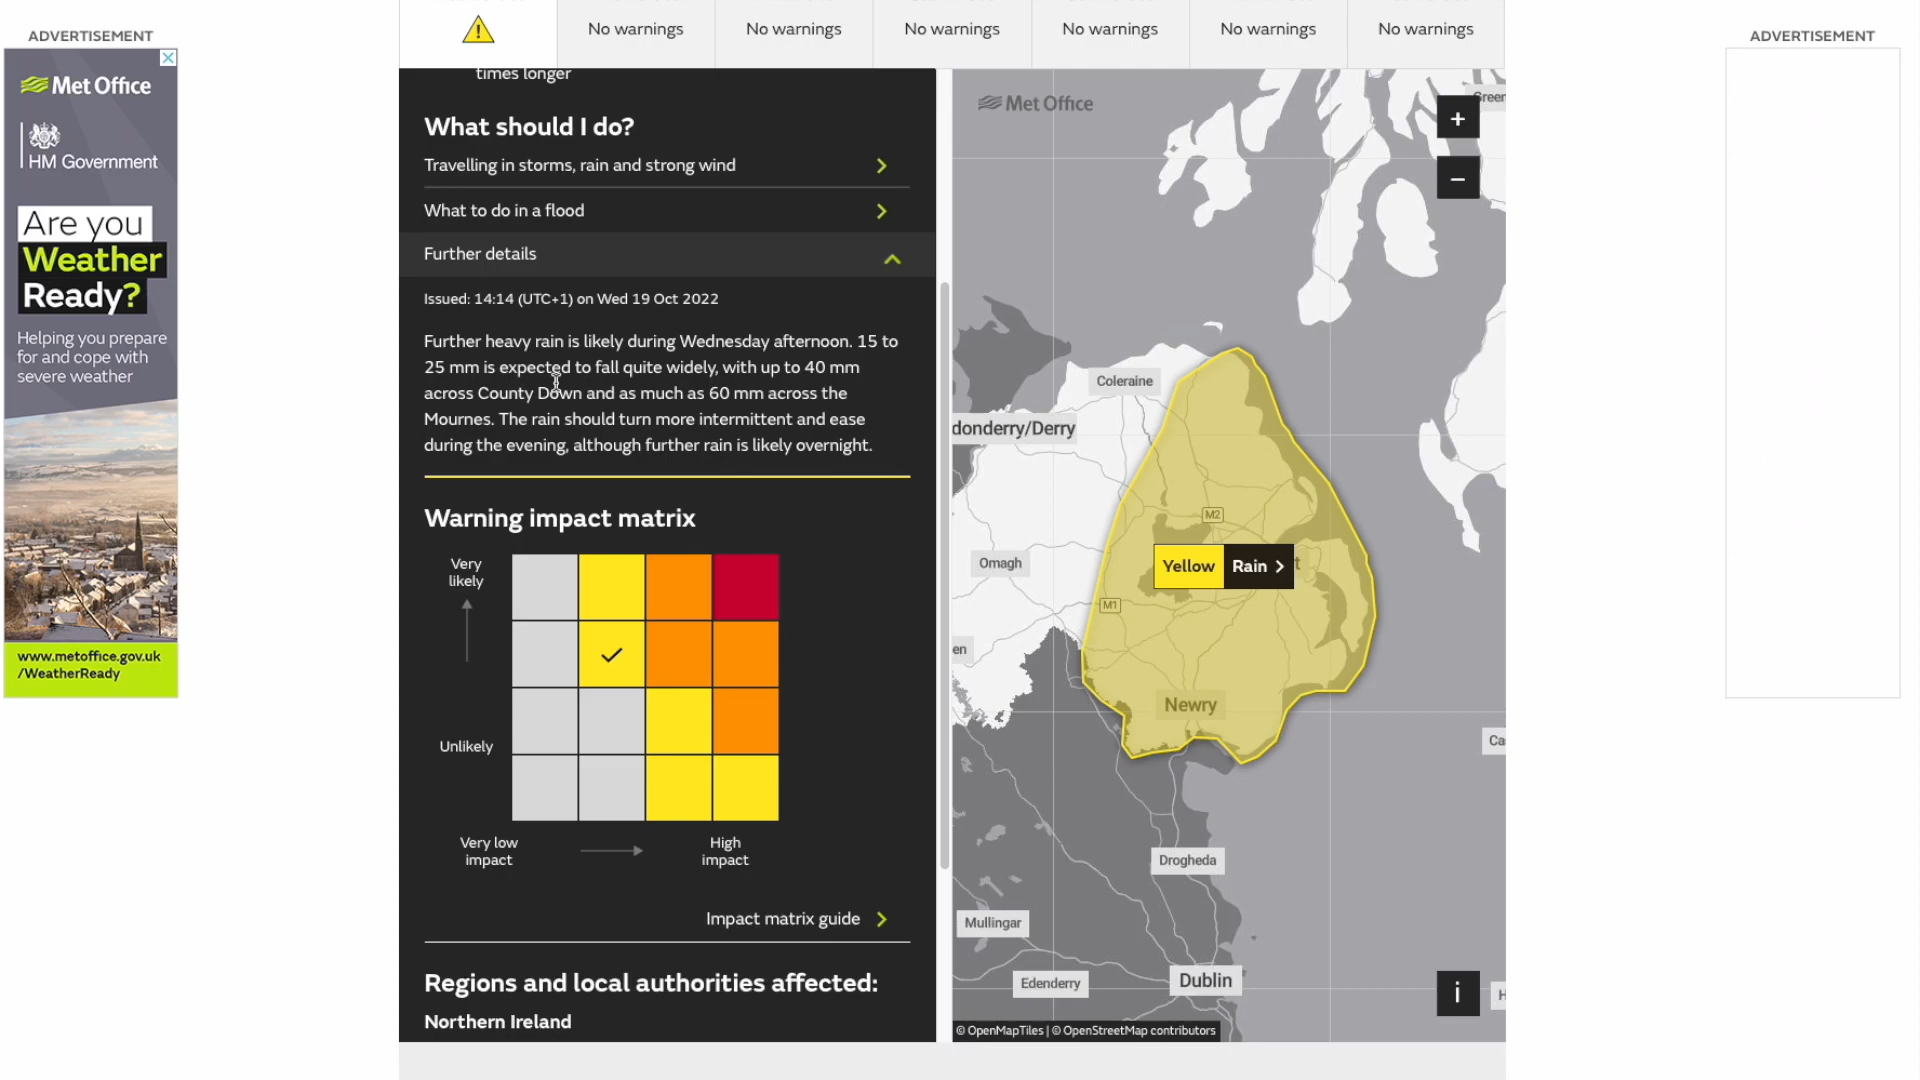 No warnings
No warnings
No warnings
No warnings
No warnings
No warnings
ADVERTISEMENT
Met Office
HM Government
Are you
Weather
Ready?
Helping you prepare
for and cope with
severe weather
www.metoffice.gov.uk
/WeatherReady
times longer
What should I do?
Travelling in storms, rain and strong wind
What to do in a flood
Further details
Issued: 14:14 (UTC+1) on Wed 19 Oct 2022
Further heavy rain is likely during Wednesday afternoon. 15 to
25 mm is expected to fall quite widely, with up to 40 mm
across County Down and as much as 60 mm across the
Mournes. The rain should turn more intermittent and ease
during the evening, although further rain is likely overnight.
Warning impact matrix
Very
likely
Unlikely
Very low
impact
High
impact
Impact matrix guide
Regions and local authorities affected:
Northern Ireland
Met Office
Green
+
−
Coleraine
donderry/Derry
M2
Omagh
Yellow Rain
t
M1
en
Newry
Ca
Drogheda
Mullingar
Edenderry
Dublin
i
H
© OpenMapTiles | © OpenStreetMap contributors
ADVERTISEMENT